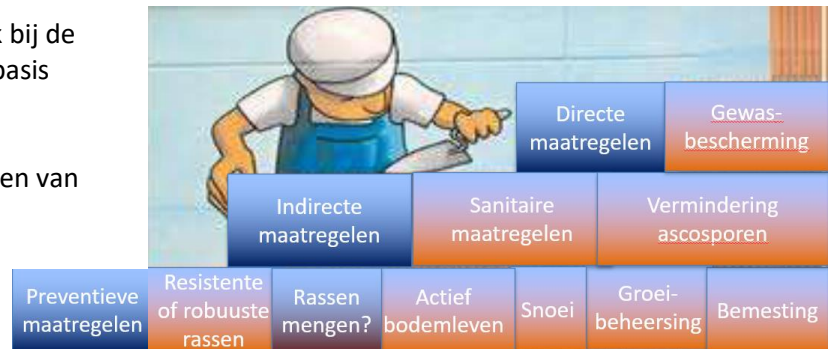 k bij de
basis
en van
Directe
maatregelen
Gewas-
bescherming
Indirecte
maatregelen
Sanitaire
maatregelen
Vermindering
ascosporen
Preventieve
maatregelen
Resistente
of robuuste
rassen
Rassen
mengen?
Actief
bodemleven
Snoei
Groei-
beheersing
Bemesting